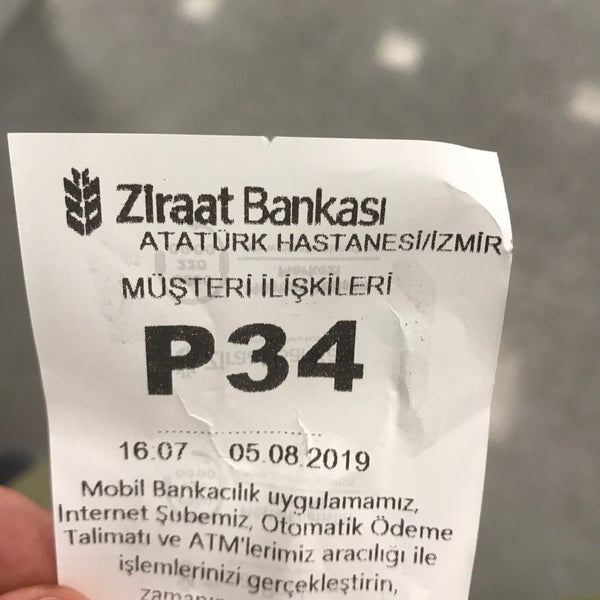 Ziraat Bankası
ATATÜRK HASTANESİ/İZMİR
MÜŞTERİ İLİŞKİLERİ
P34
16.07 05.08.2019
Mobil Bankacılık uygulamamız,
Internet Şubemiz, Otomatik Ödeme
Talimatı ve ATM'lerimiz aracılığı ile
işlemlerinizi gerçekleştirin,